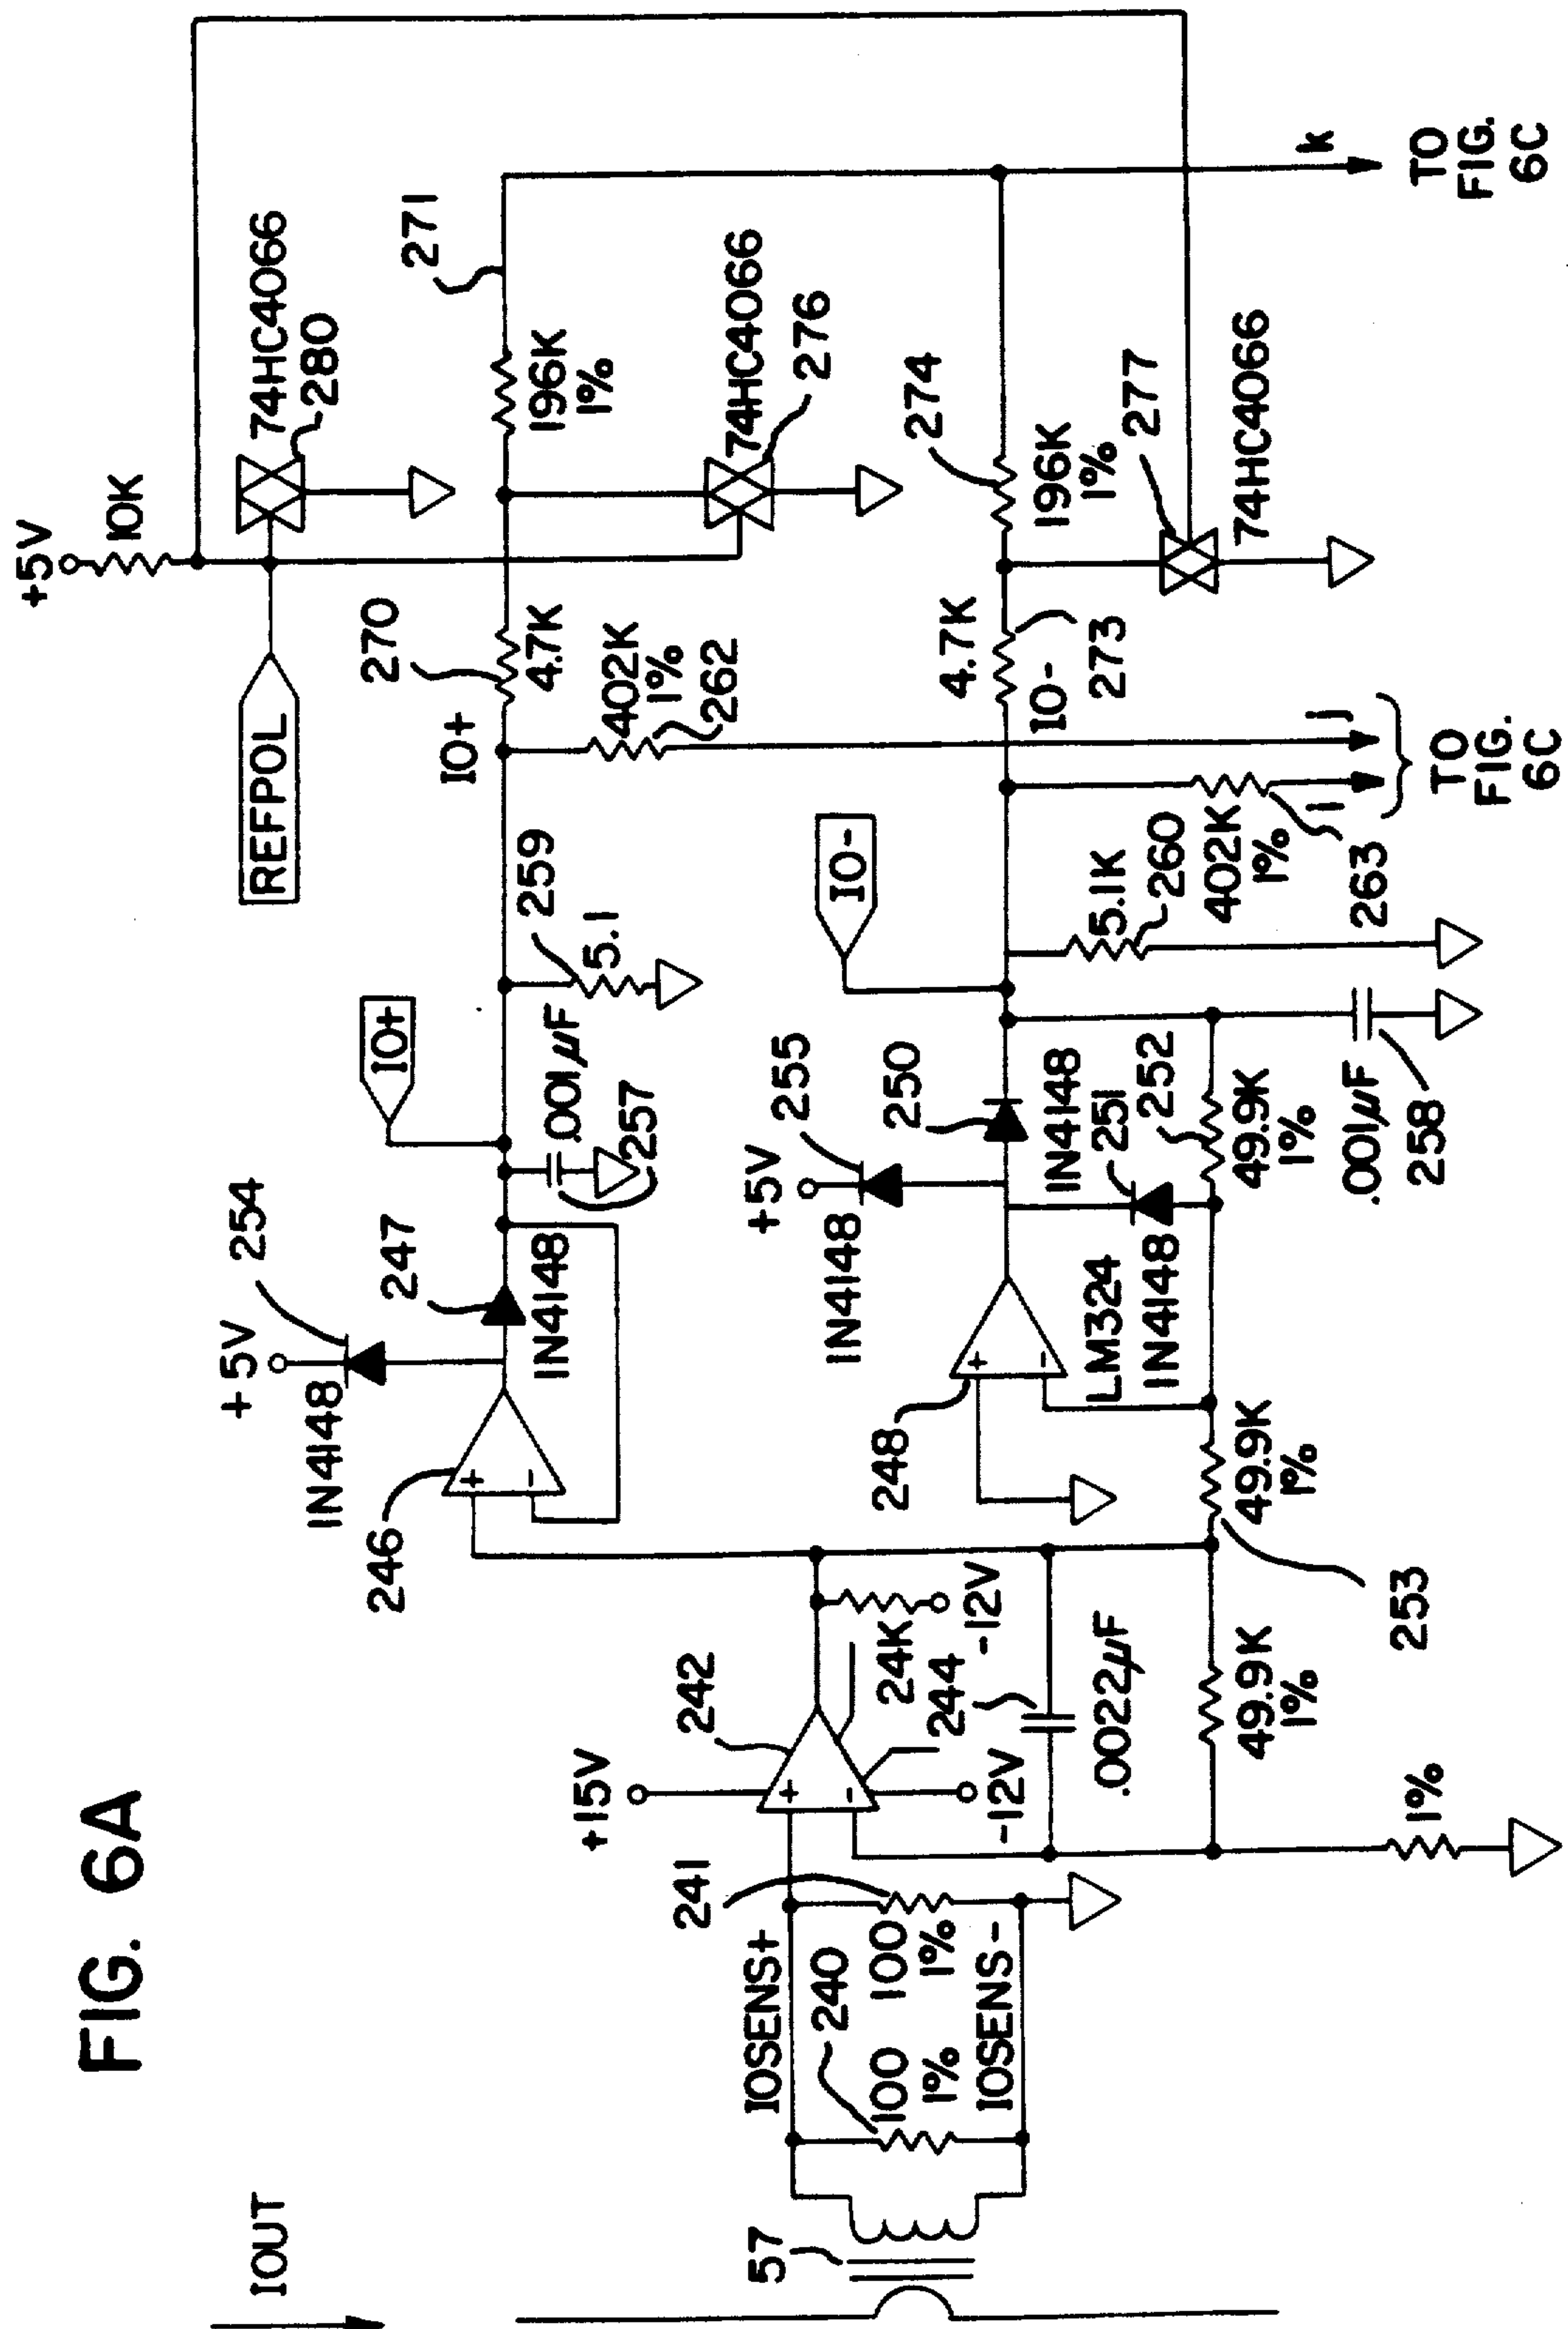 FIG. 6A
IOUT
57
IOSENS+
240
100
1%
241
100
1%
IOSENS-
+15V
242
-12V
24K
-12V
244
.0022µF
49.9K
1%
1%
253
49.9K
1%
246
+
-
+5V
254
1N4148
247
1N4148
IO+
.001µF
257
259
5.1
248
+
-
LM324
+5V
255
1N4148
250
1N4148
251
1N4148
252
49.9K
1%
.001µF
258
IO-
5.1K
260
402K
1%
263
i
j
TO
FIG.
6C
REFPOL
IO+
270
4.7K
402K
1%
262
IO-
4.7K
273
+5V
10K
74HC4066
280
271
196K
1%
74HC4066
276
274
196K
1%
277
74HC4066
k
TO
FIG.
6C
+
-